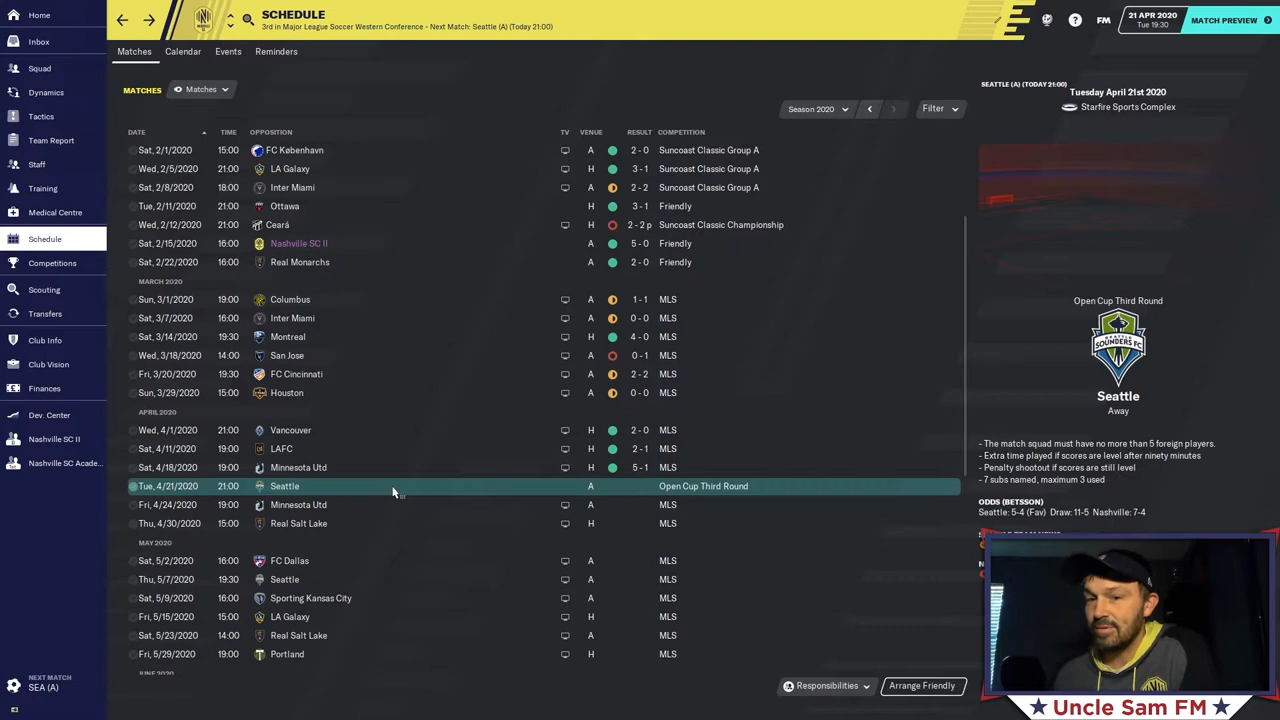 SCHEDULE
3rd in Major League Soccer Western Conference - Next Match: Seattle (A) (Today 21:00)
FM
21 APR 2020
Tue 19:30
MATCH PREVIEW
Home
Inbox
Squad
Dynamics
Tactics
Team Report
Staff
Training
Medical Centre
Schedule
Competitions
Scouting
Transfers
Club Info
Club Vision
Finances
Dev. Center
Nashville SC II
Nashville SC Acade...
NEXT MATCH
SEA (A)
Matches Calendar Events Reminders
MATCHES Matches
Season 2020 Filter
DATE TIME OPPOSITION TV VENUE RESULT COMPETITION
Sat, 2/1/2020 15:00 FC København A 2 - 0 Suncoast Classic Group A
Wed, 2/5/2020 21:00 LA Galaxy H 3 - 1 Suncoast Classic Group A
Sat, 2/8/2020 18:00 Inter Miami A 2 - 2 Suncoast Classic Group A
Tue, 2/11/2020 21:00 Ottawa H 3 - 1 Friendly
Wed, 2/12/2020 21:00 Ceará H 2 - 2 p Suncoast Classic Championship
Sat, 2/15/2020 16:00 Nashville SC II A 5 - 0 Friendly
Sat, 2/22/2020 16:00 Real Monarchs A 2 - 0 Friendly
MARCH 2020
Sun, 3/1/2020 19:00 Columbus A 1 - 1 MLS
Sat, 3/7/2020 16:00 Inter Miami A 0 - 0 MLS
Sat, 3/14/2020 19:30 Montreal H 4 - 0 MLS
Wed, 3/18/2020 14:00 San Jose A 0 - 1 MLS
Fri, 3/20/2020 19:30 FC Cincinnati A 2 - 2 MLS
Sun, 3/29/2020 15:00 Houston H 0 - 0 MLS
APRIL 2020
Wed, 4/1/2020 21:00 Vancouver H 2 - 0 MLS
Sat, 4/11/2020 19:00 LAFC H 2 - 1 MLS
Sat, 4/18/2020 19:00 Minnesota Utd H 5 - 1 MLS
Tue, 4/21/2020 21:00 Seattle A Open Cup Third Round
Fri, 4/24/2020 19:00 Minnesota Utd A MLS
Thu, 4/30/2020 15:00 Real Salt Lake H MLS
MAY 2020
Sat, 5/2/2020 16:00 FC Dallas A MLS
Thu, 5/7/2020 19:30 Seattle A MLS
Sat, 5/9/2020 16:00 Sporting Kansas City A MLS
Fri, 5/15/2020 15:00 LA Galaxy H MLS
Sat, 5/23/2020 14:00 Real Salt Lake A MLS
Fri, 5/29/2020 19:00 Portland H MLS
JUNE 2020
Responsibilities Arrange Friendly
SEATTLE (A) (TODAY 21:00)
Tuesday April 21st 2020
Starfire Sports Complex
Open Cup Third Round
SEATTLE
SOUNDERS FC
Seattle
Away
- The match squad must have no more than 5 foreign players.
- Extra time played if scores are level after ninety minutes
- Penalty shootout if scores are still level
- 7 subs named, maximum 3 used
ODDS (BETSSON)
Seattle: 5-4 (Fav) Draw: 11-5 Nashville: 7-4
Uncle Sam FM